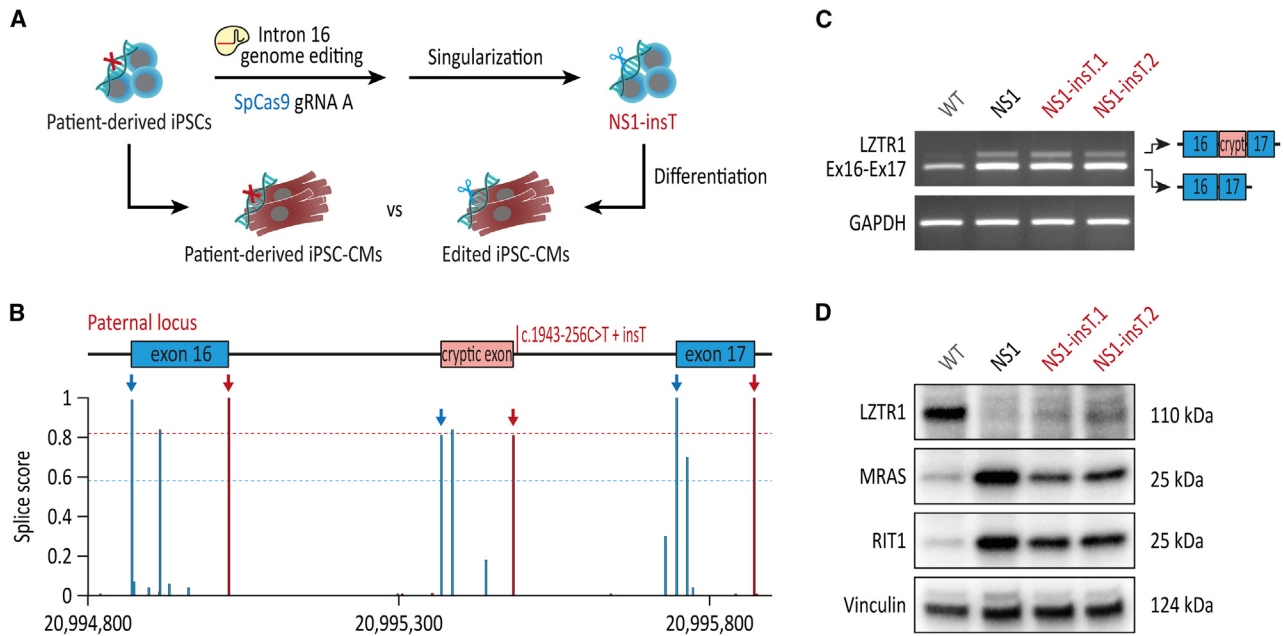 A
Intron 16
genome editing
SpCas9 gRNA A
Singularization
Patient-derived iPSCs
NS1-insT
Differentiation
vs
Patient-derived iPSC-CMs
Edited iPSC-CMs
B
Paternal locus
c.1943-256C>T + insT
exon 16
cryptic exon
exon 17
Splice score
1
0.8
0.6
0.4
0.2
0
20,994,800
20,995,300
20,995,800
C
WT
NS1
NS1-insT.1
NS1-insT.2
LZTR1
Ex16-Ex17
16 crypt 17
16 17
GAPDH
D
WT
NS1
NS1-insT.1
NS1-insT.2
LZTR1
110 kDa
MRAS
25 kDa
RIT1
25 kDa
Vinculin
124 kDa